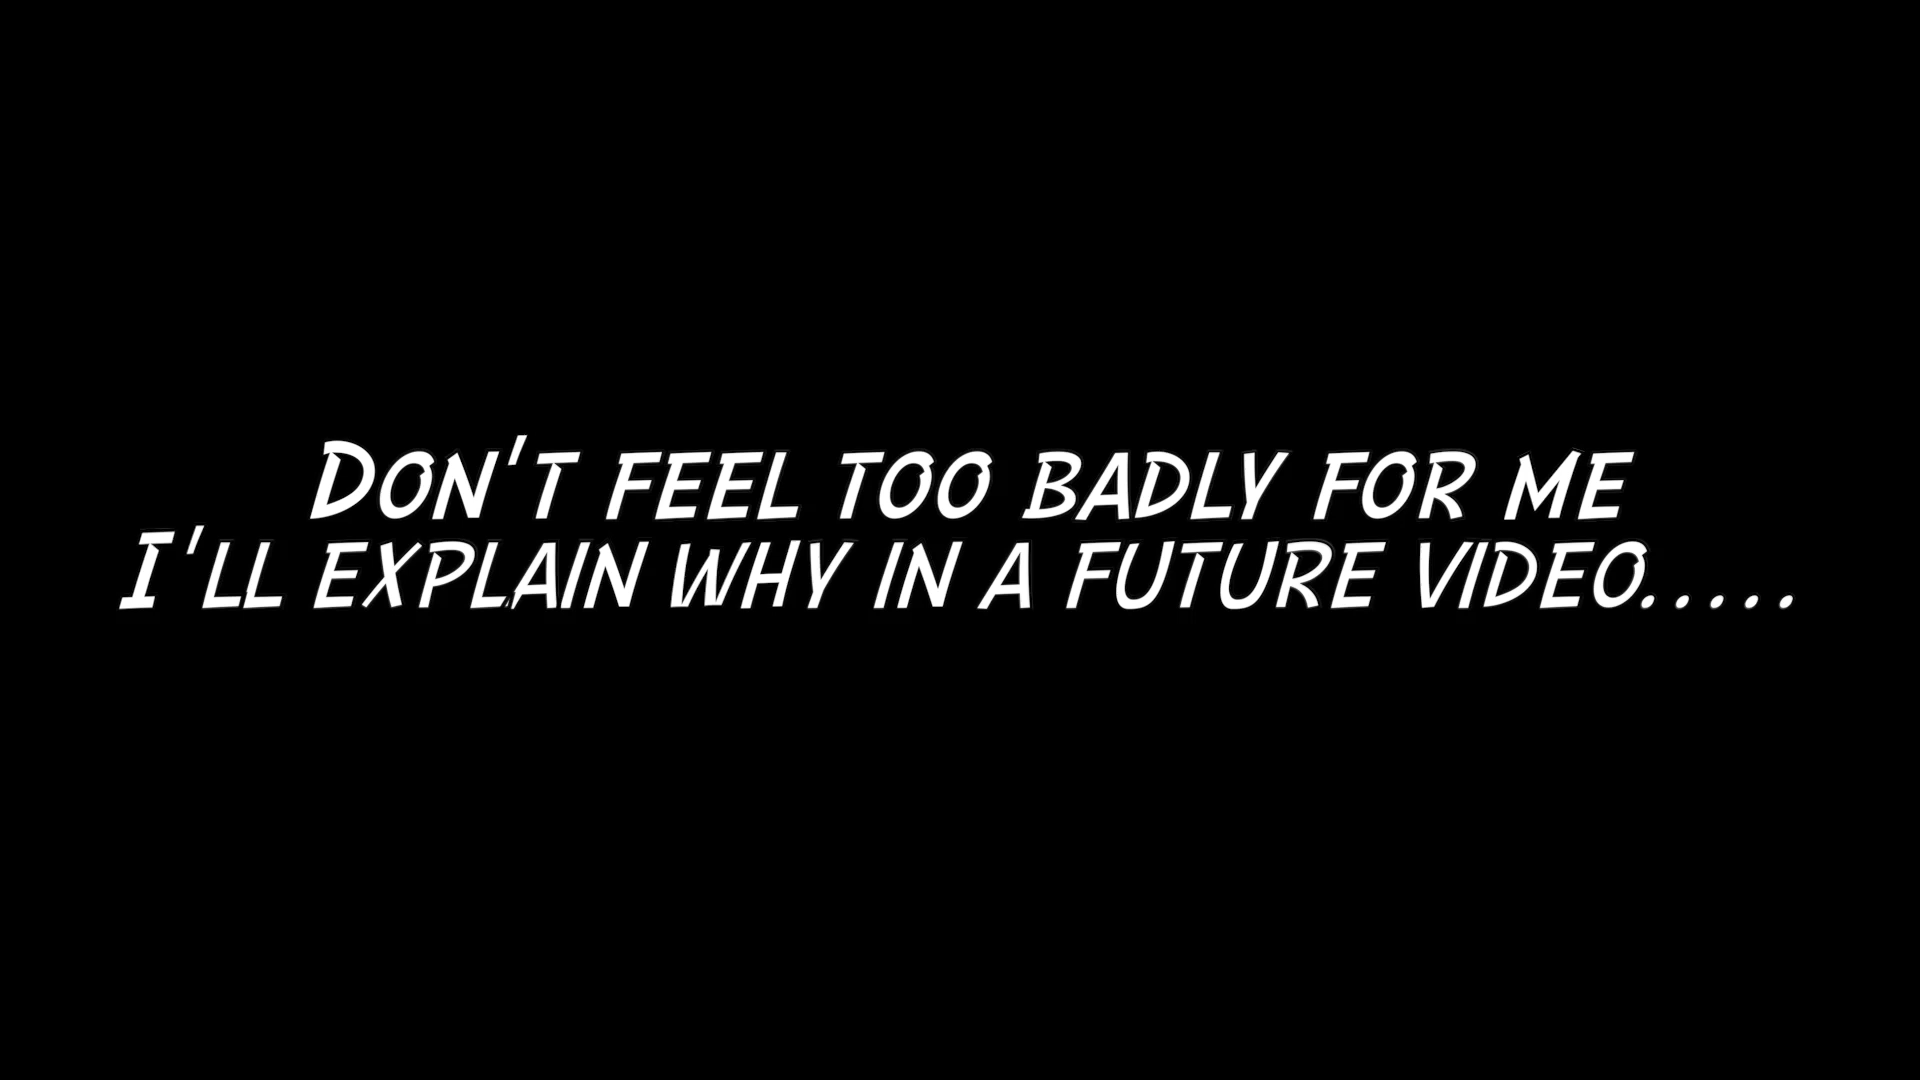 Don't feel too badly for me
I'll explain why in a future video.....